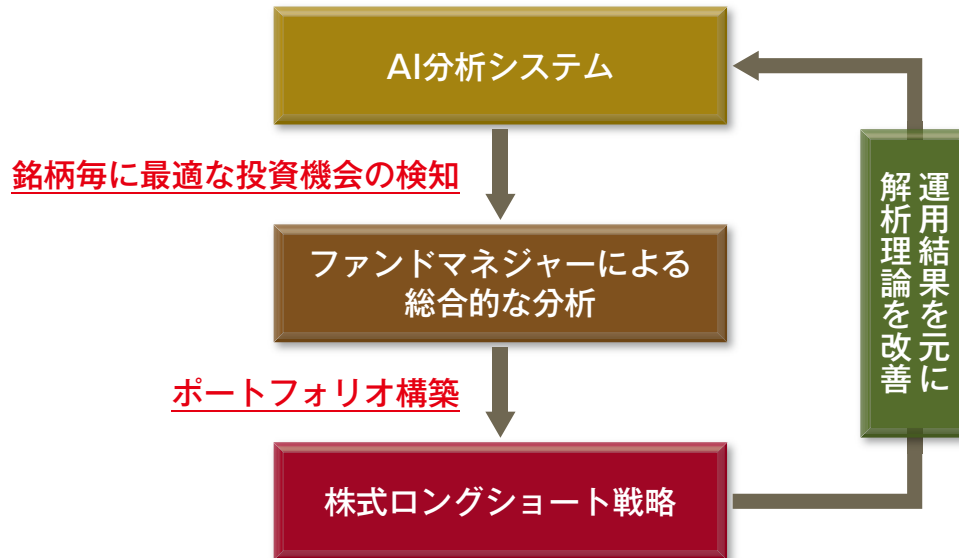 AI分析システム
銘柄毎に最適な投資機会の検知
ファンドマネジャーによる
総合的な分析
ポートフォリオ構築
株式ロングショート戦略
運用結果を元に
解析理論を改善